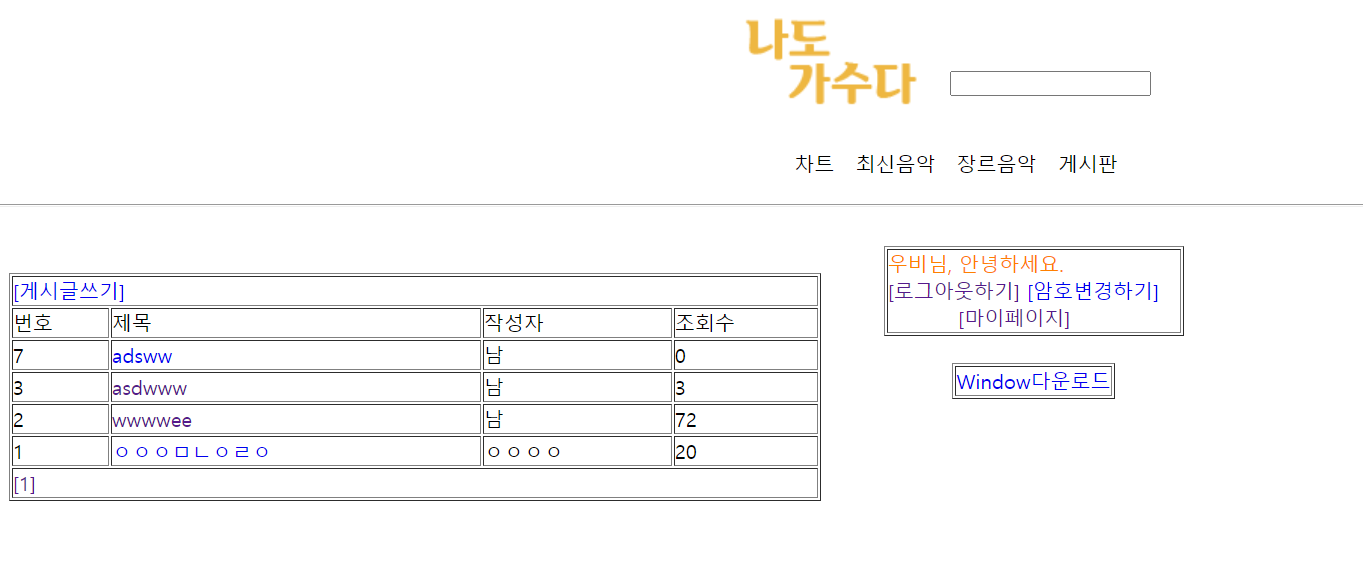 나도
가수다
차트 최신음악 장르음악 게시판
[게시글쓰기]
번호 제목 작성자 조회수
7 adsww 남 0
3 asdwww 남 3
2 wwwwee 남 72
1 ㅇㅇㅇㅁㄴㅇㄹㅇ ㅇㅇㅇㅇ 20
[1]
우비님, 안녕하세요.
[로그아웃하기] [암호변경하기]
[마이페이지]
Window다운로드